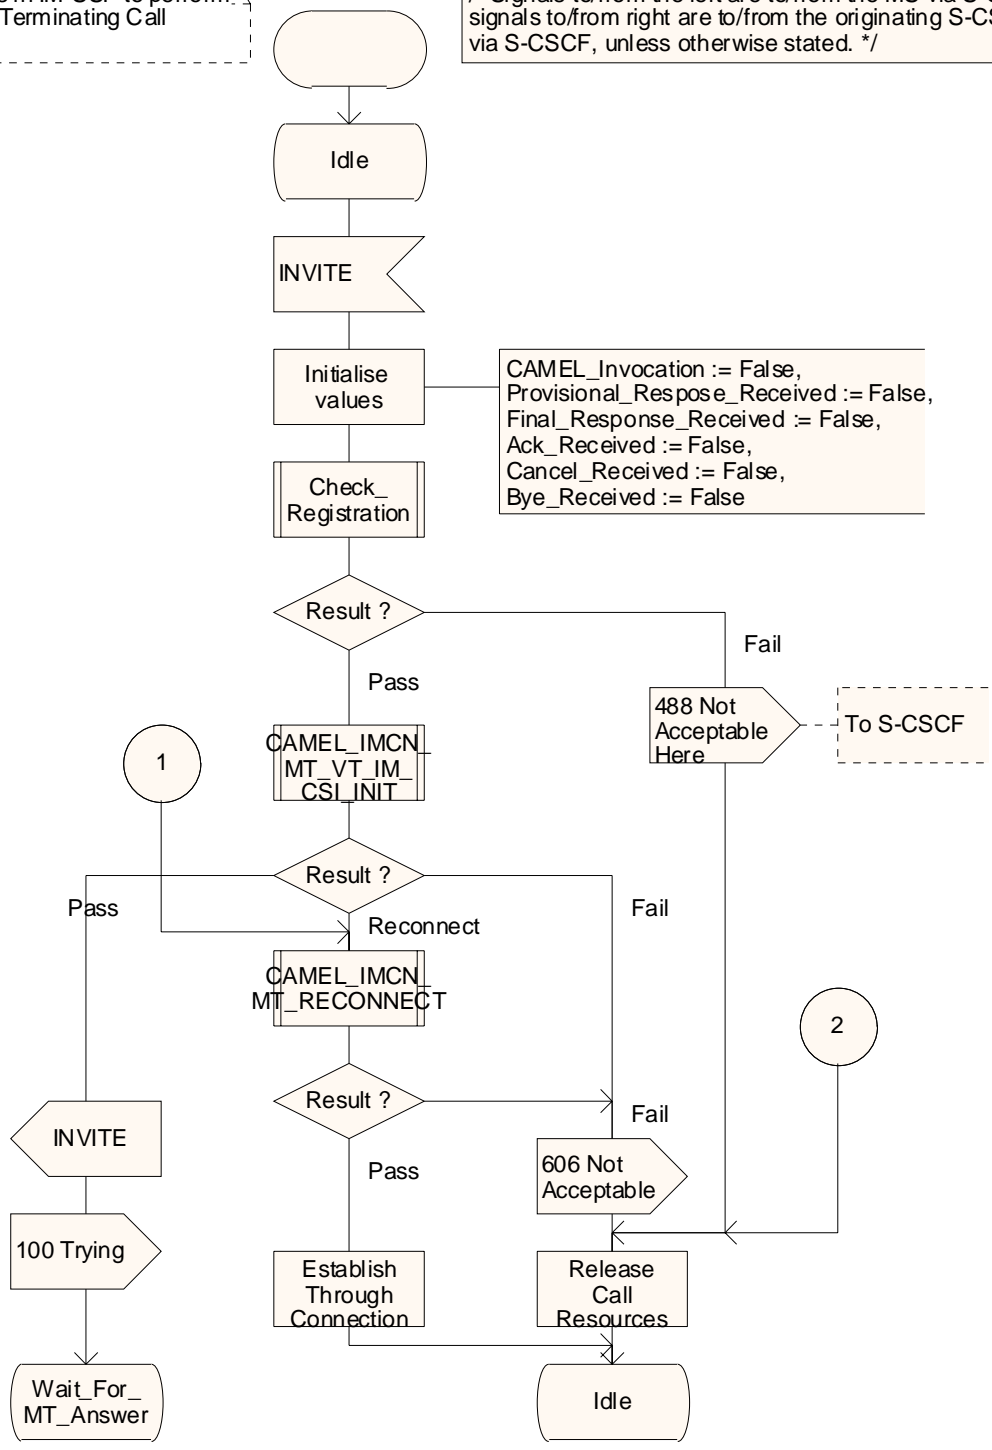 Terminating Call
signals to/from right are to/from the originating
via S-CSCF, unless otherwise stated. */
Idle
INVITE
Initialise
values
CAMEL_Invocation := False,
Provisional_Respose_Received := False,
Final_Response_Received := False,
Ack_Received := False,
Cancel_Received := False,
Bye_Received := False
Check_
Registration
Result ?
Fail
Pass
488 Not
Acceptable
Here
To S-CSCF
1
CAMEL_IMCN_
MT_VT_IM_
CSI_INIT
Result ?
Pass
Fail
Reconnect
CAMEL_IMCN_
MT_RECONNECT
2
Result ?
Fail
INVITE
Pass
606 Not
Acceptable
100 Trying
Establish
Through
Connection
Release
Call
Resources
Wait_For_
MT_Answer
Idle